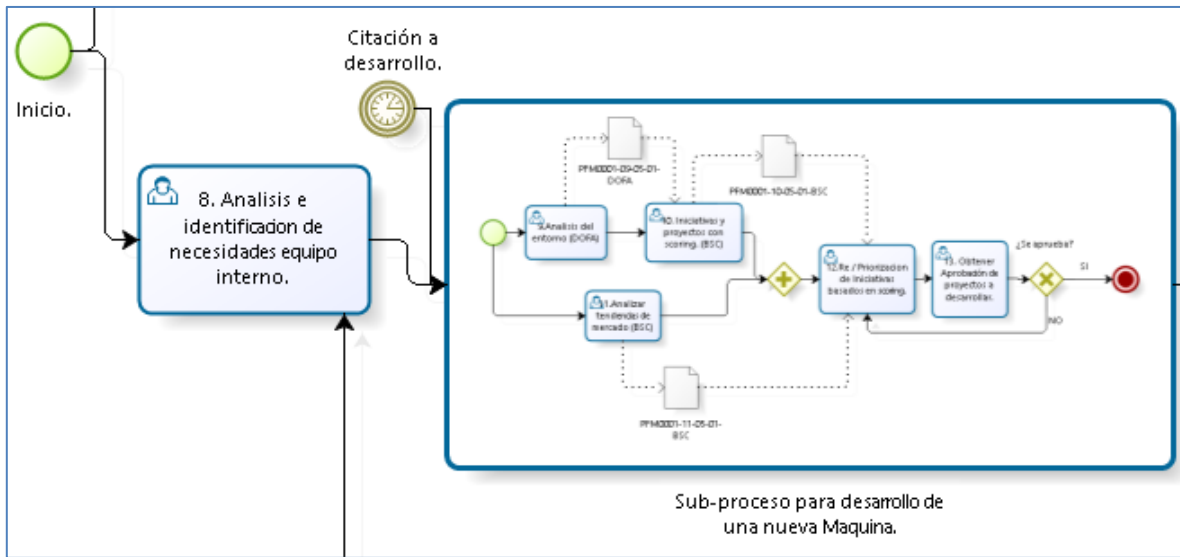 Inicio.
Citación a
desarrollo.
8. Analisis e
identificacion de
necesidades equipo
interno.
PFM0001-09-05-01-
DOFA
PFM0001-10-05-01-BSC
9.Analisis del
entorno (DOFA)
10. Iniciativas y
proyectos con
scoring. (BSC)
11.Analizar
tendencias de
mercado (BSC)
12.Re / Priorizacion
de Iniciativas
basados en scoring.
13. Obtener
Aprobación de
proyectos a
desarrollas.
¿Se aprueba?
SI
NO
PFM0001-11-05-01-
BSC
Sub-proceso para desarrollo de
una nueva Maquina.